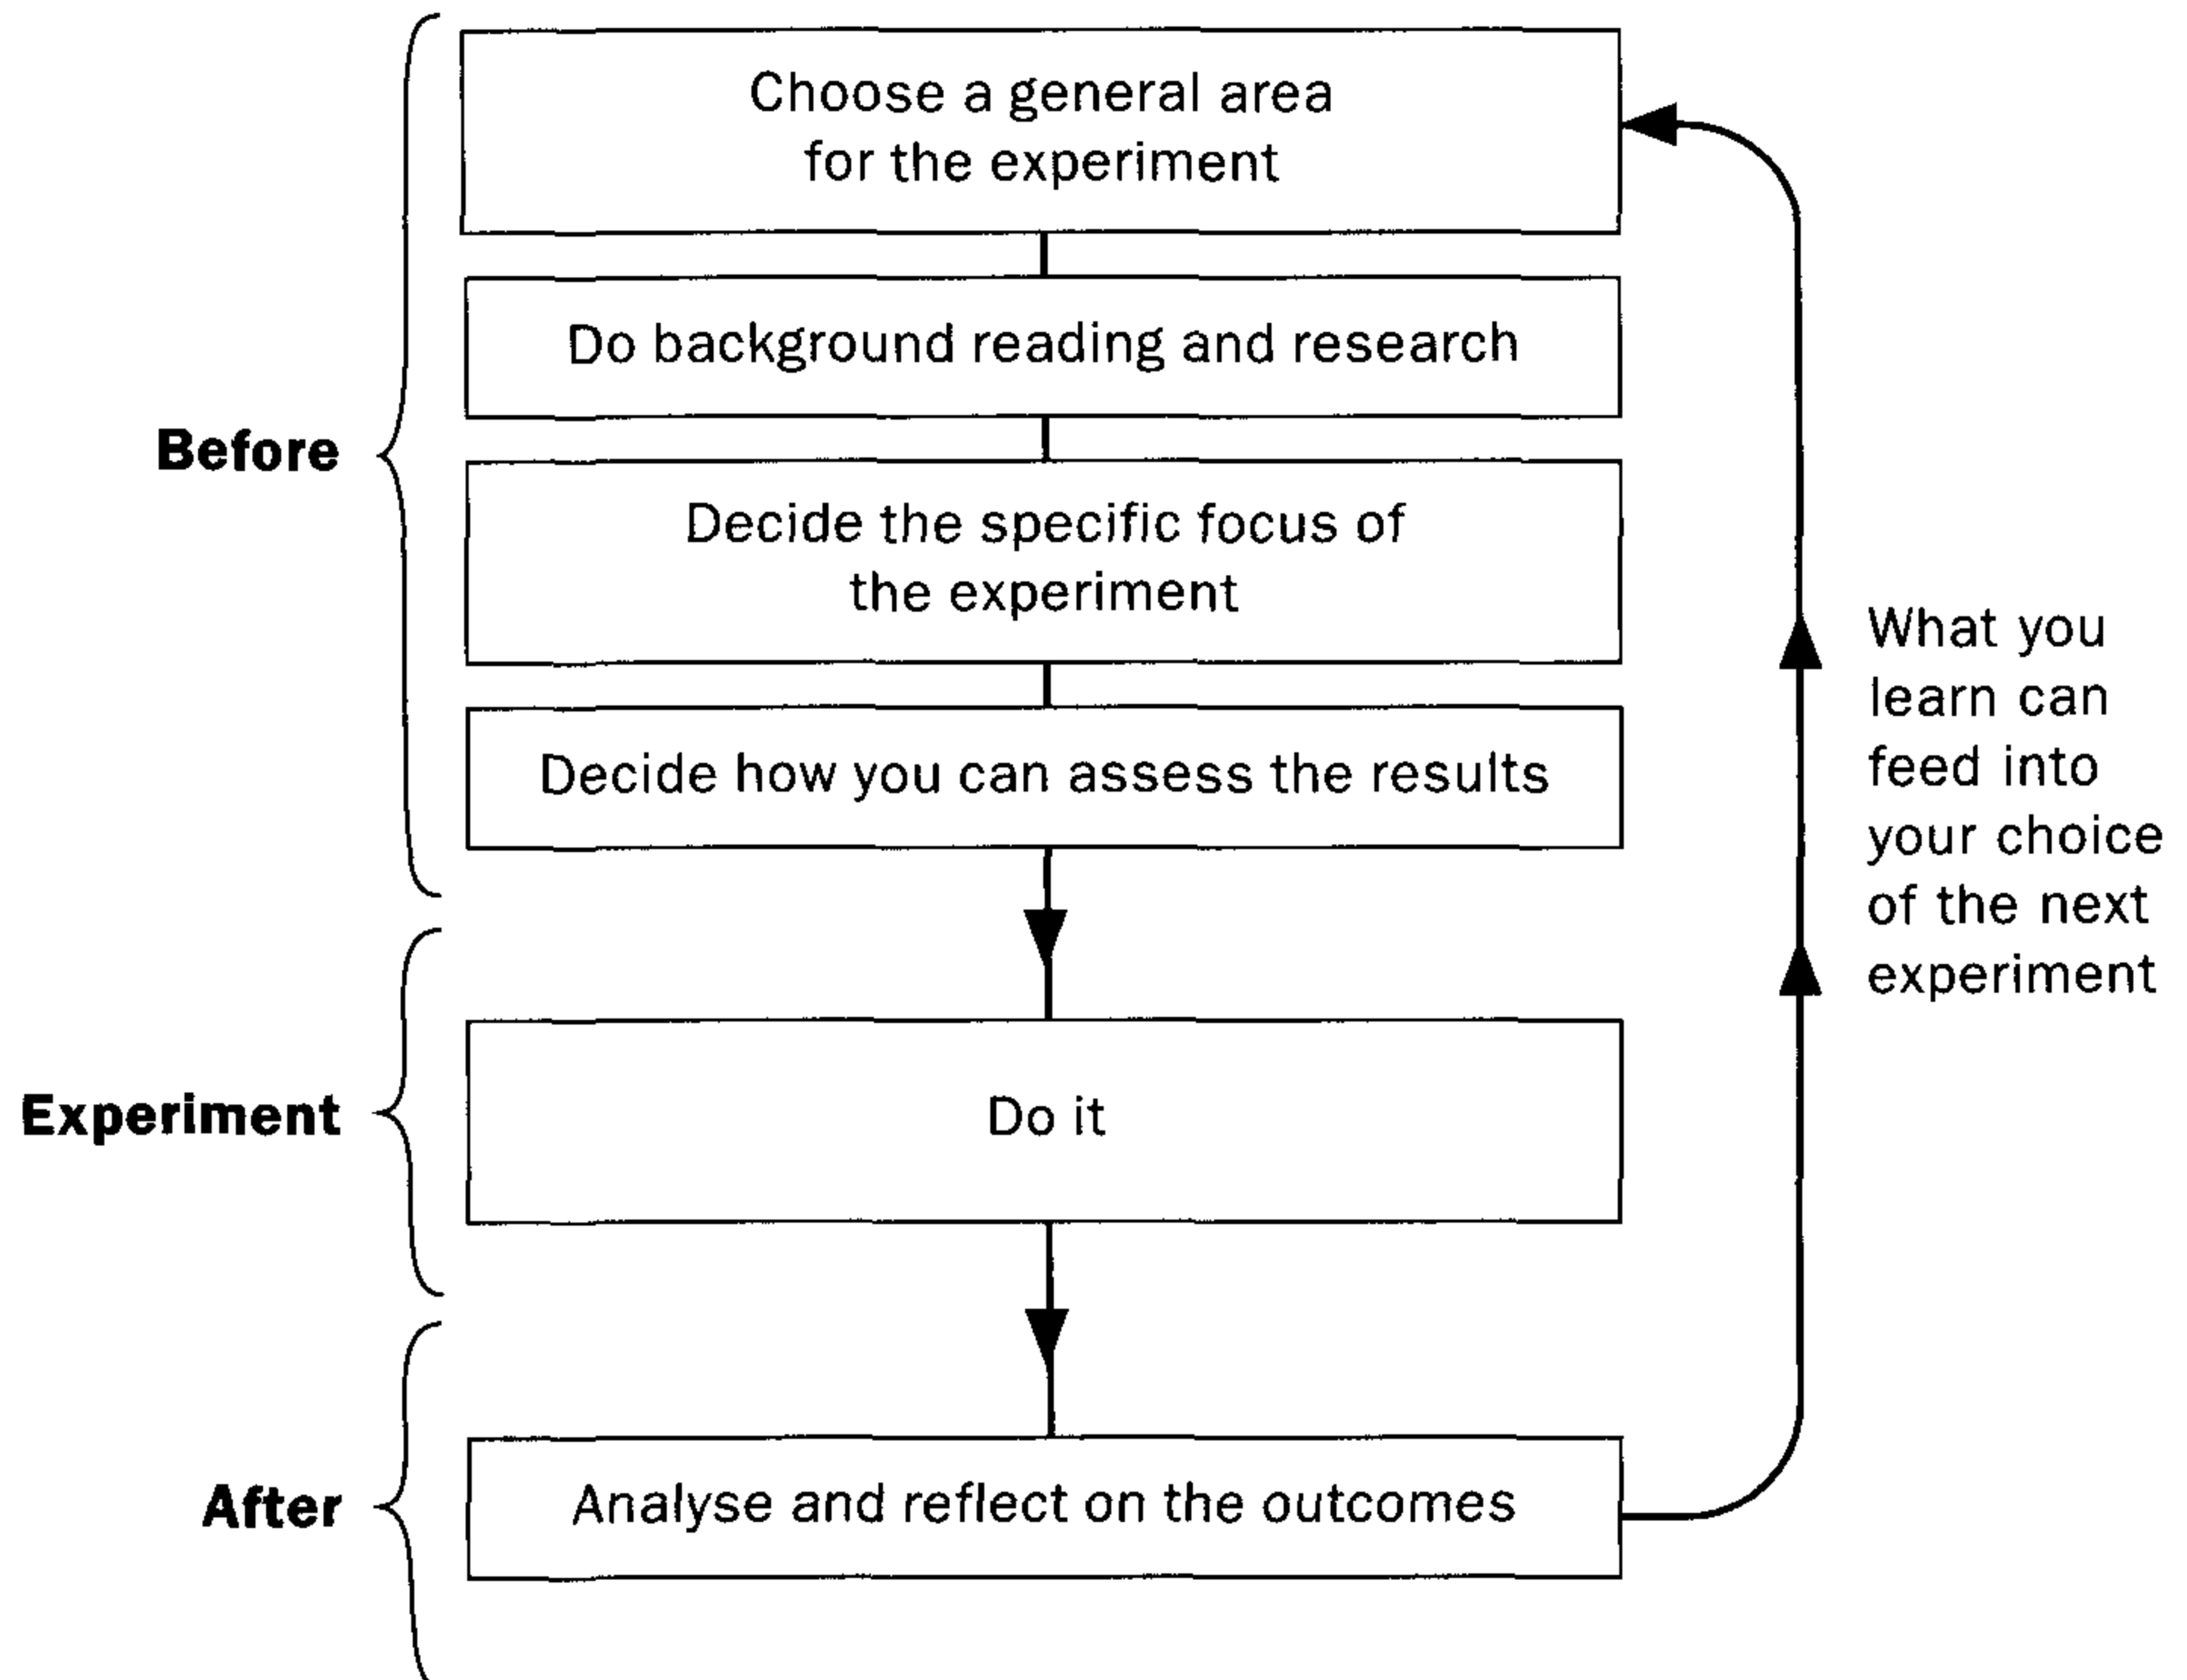 Choose a general area
for the experiment
Do background reading and research
Before
Decide the specific focus of
the experiment
Decide how you can assess the results
What you
learn can
feed into
your choice
of the next
experiment
Experiment
Do it
After
Analyse and reflect on the outcomes